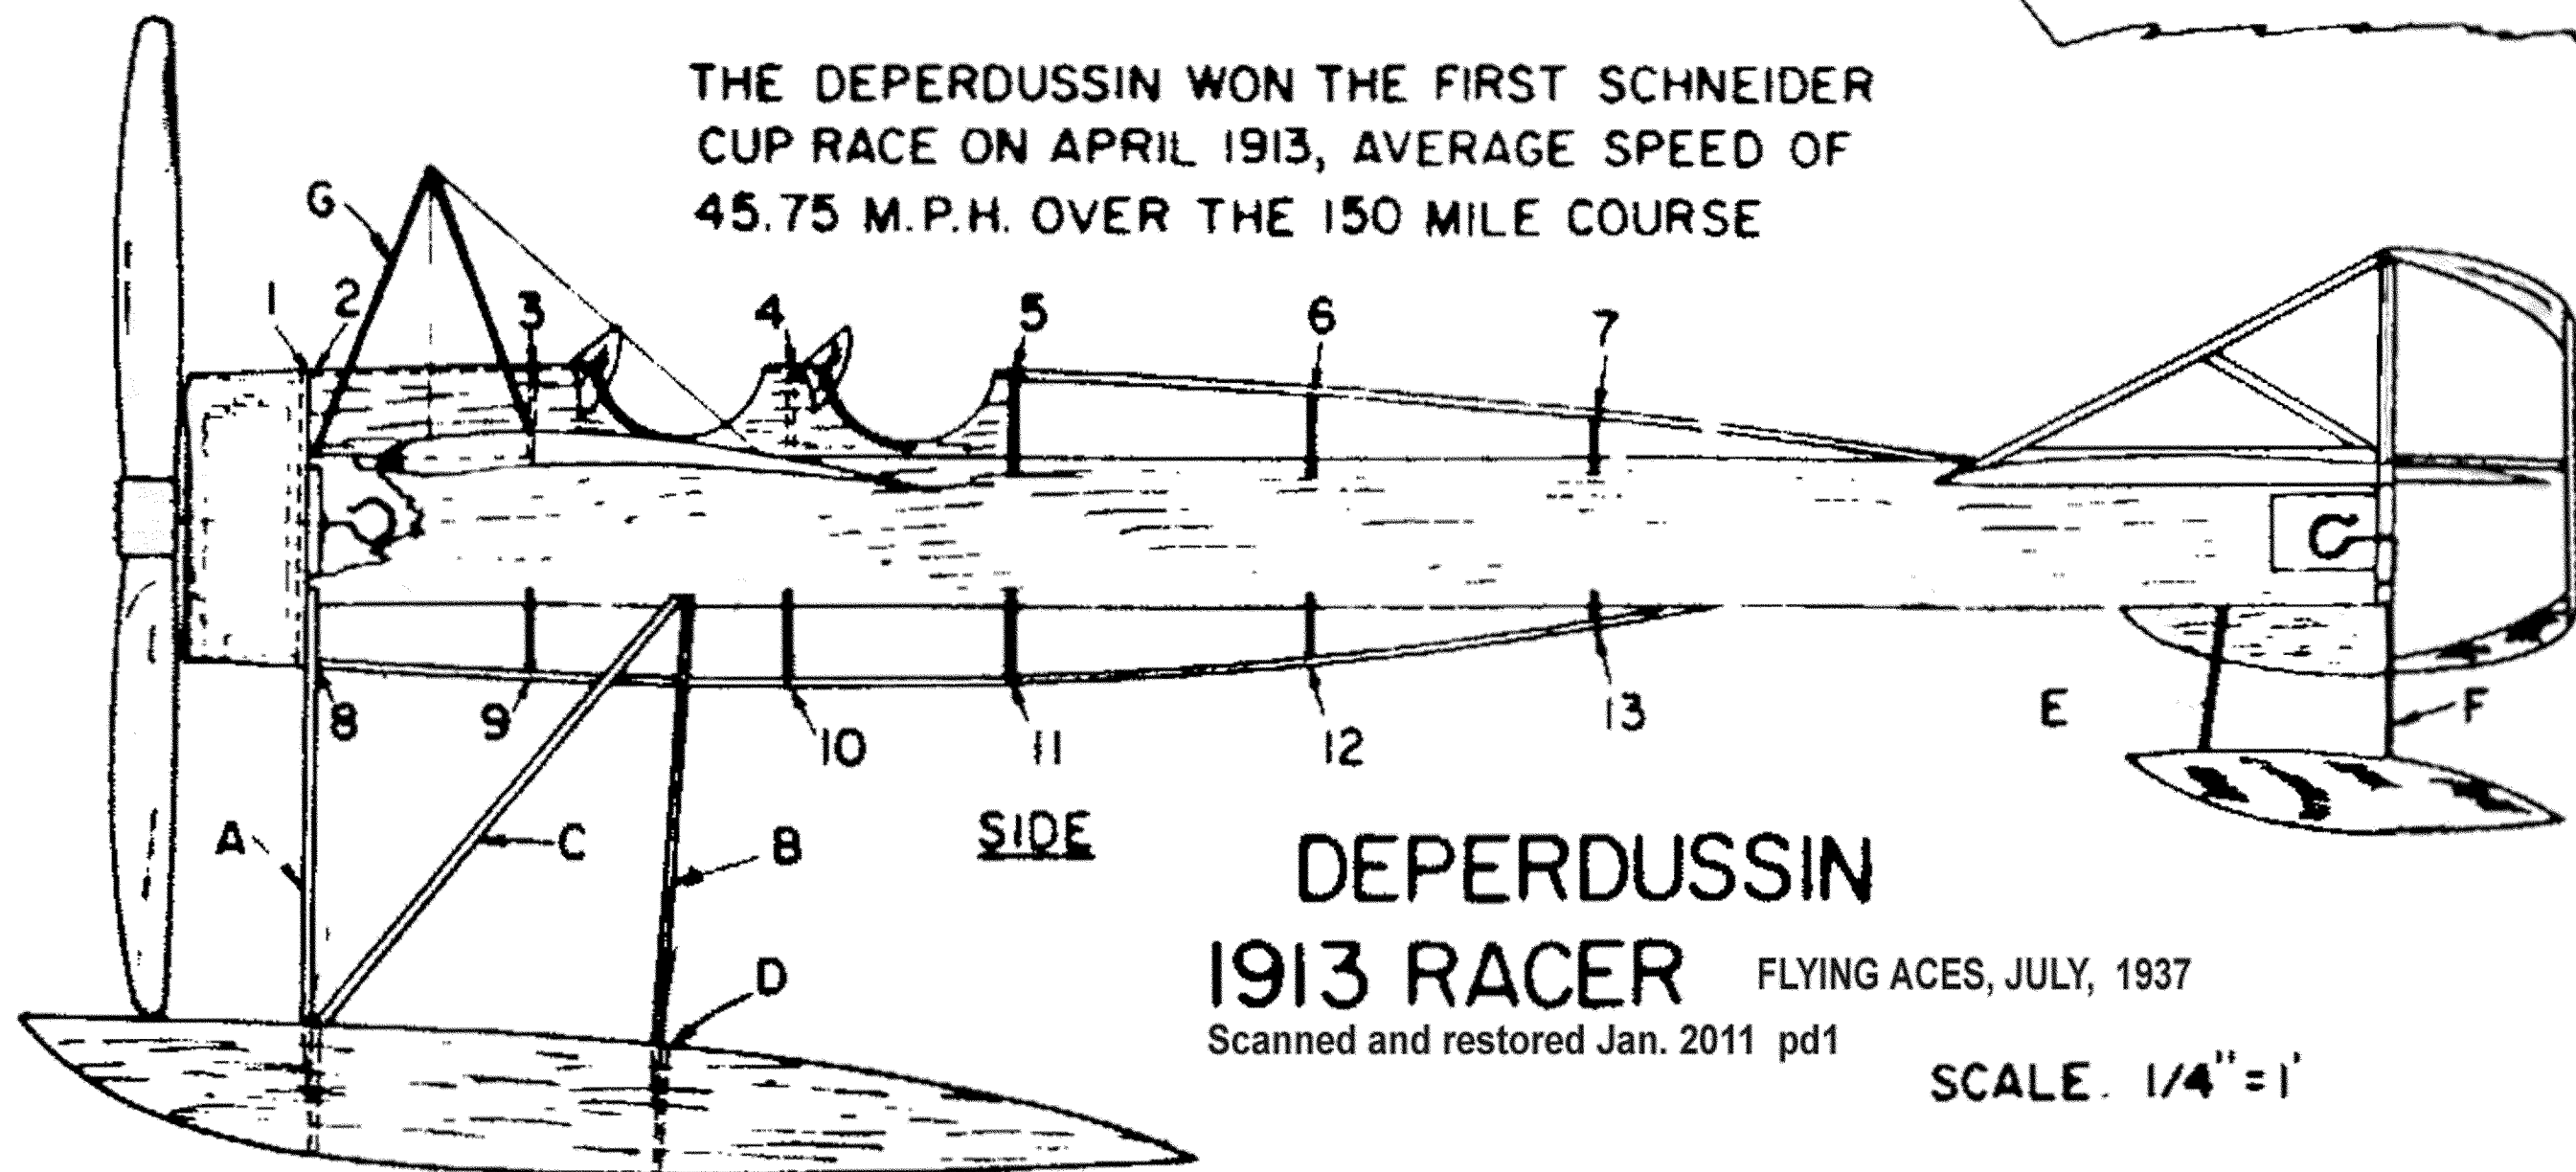 THE DEPERDUSSIN WON THE FIRST SCHNEIDER
CUP RACE ON APRIL 1913, AVERAGE SPEED OF
45.75 M.P.H. OVER THE 150 MILE COURSE
G
1 2 3 4 5 6 7
8 9 10 11 12 13
E F
A C B
SIDE
D
DEPERDUSSIN
1913 RACER
FLYING ACES, JULY, 1937
Scanned and restored Jan. 2011 pd1
SCALE. 1/4"=1'